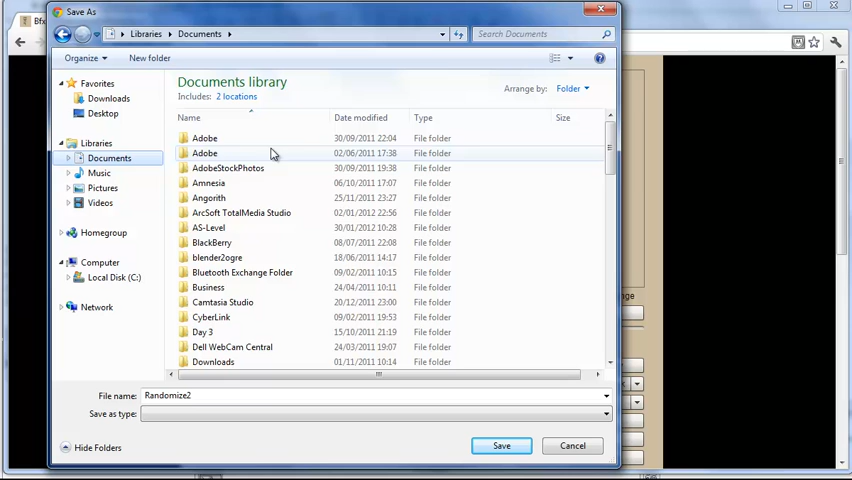 Bfx
Save As
Libraries Documents
Search Documents
Organize
New folder
Documents library
Includes: 2 locations
Arrange by: Folder
Favorites
Downloads
Desktop
Libraries
Documents
Music
Pictures
Videos
Homegroup
Computer
Local Disk (C:)
Network
Name Date modified Type Size
Adobe 30/09/2011 22:04 File folder
Adobe 02/06/2011 17:38 File folder
AdobeStockPhotos 30/09/2011 19:38 File folder
Amnesia 06/10/2011 17:07 File folder
Angorith 25/11/2011 23:27 File folder
ArcSoft TotalMedia Studio 02/01/2012 22:56 File folder
AS-Level 30/01/2012 10:28 File folder
BlackBerry 08/07/2011 22:08 File folder
blender2ogre 18/06/2011 14:17 File folder
Bluetooth Exchange Folder 09/02/2011 10:15 File folder
Business 24/04/2011 10:11 File folder
Camtasia Studio 20/12/2011 23:00 File folder
CyberLink 09/02/2011 19:53 File folder
Day 3 15/10/2011 21:19 File folder
Dell WebCam Central 24/03/2011 19:07 File folder
Downloads 01/11/2011 10:14 File folder
File name: Randomize2
Save as type:
Hide Folders
Save
Cancel